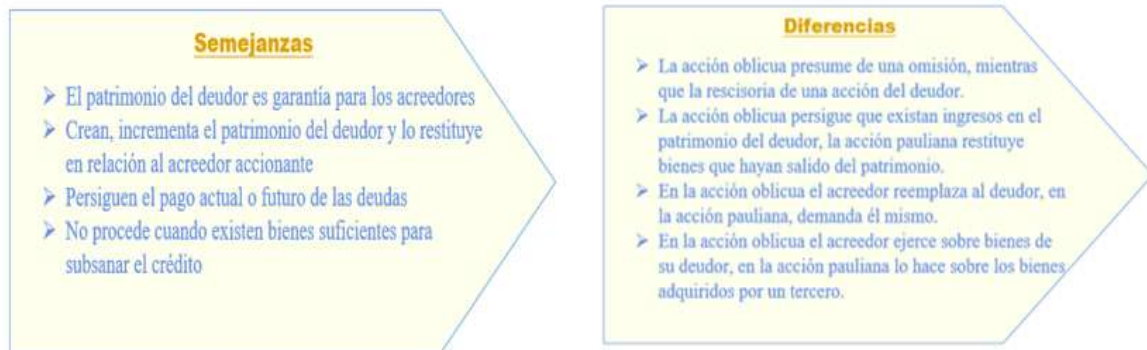 Semejanzas
➢ El patrimonio del deudor es garantía para los acreedores
➢ Crean, incrementa el patrimonio del deudor y lo restituye
en relación al acreedor accionante
➢ Persiguen el pago actual o futuro de las deudas
➢ No procede cuando existen bienes suficientes para
subsanar el crédito
Diferencias
➢ La acción oblicua presume de una omisión, mientras
que la rescisoria de una acción del deudor.
➢ La acción oblicua persigue que existan ingresos en el
patrimonio del deudor, la acción pauliana restituye
bienes que hayan salido del patrimonio.
➢ En la acción oblicua el acreedor reemplaza al deudor, en
la acción pauliana, demanda él mismo.
➢ En la acción oblicua el acreedor ejerce sobre bienes de
su deudor, en la acción pauliana lo hace sobre los bienes
adquiridos por un tercero.